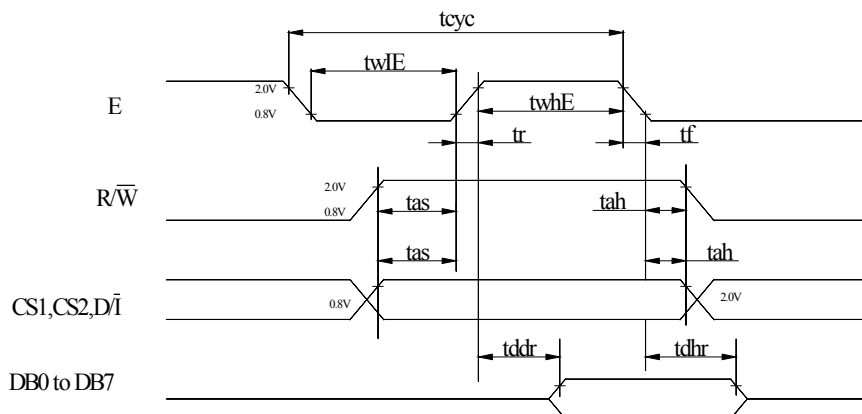 tcyc
twlE
2.0V
E
twhE
0.8V
tr
tf
R/W̅
2.0V
0.8V
tas
tah
tas
tah
CS1,CS2,D/I̅
0.8V
2.0V
tddr
tdhr
DB0 to DB7